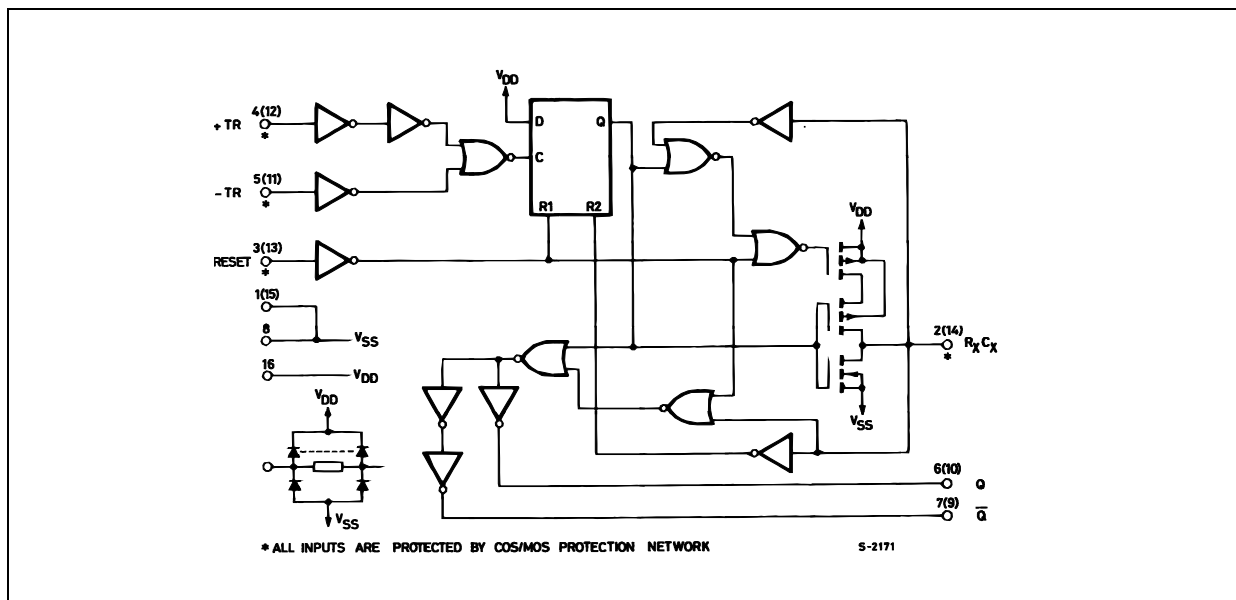 VDD
4(12)
+ TR
*
D
Q
C
5(11)
- TR
*
R1
R2
VDD
3(13)
RESET
*
1(15)
8
VSS
2(14)
RXCX
*
16
VDD
VDD
VSS
6(10)
Q
7(9)
Q̅
VSS
* ALL INPUTS ARE PROTECTED BY COS/MOS PROTECTION NETWORK
S-2171